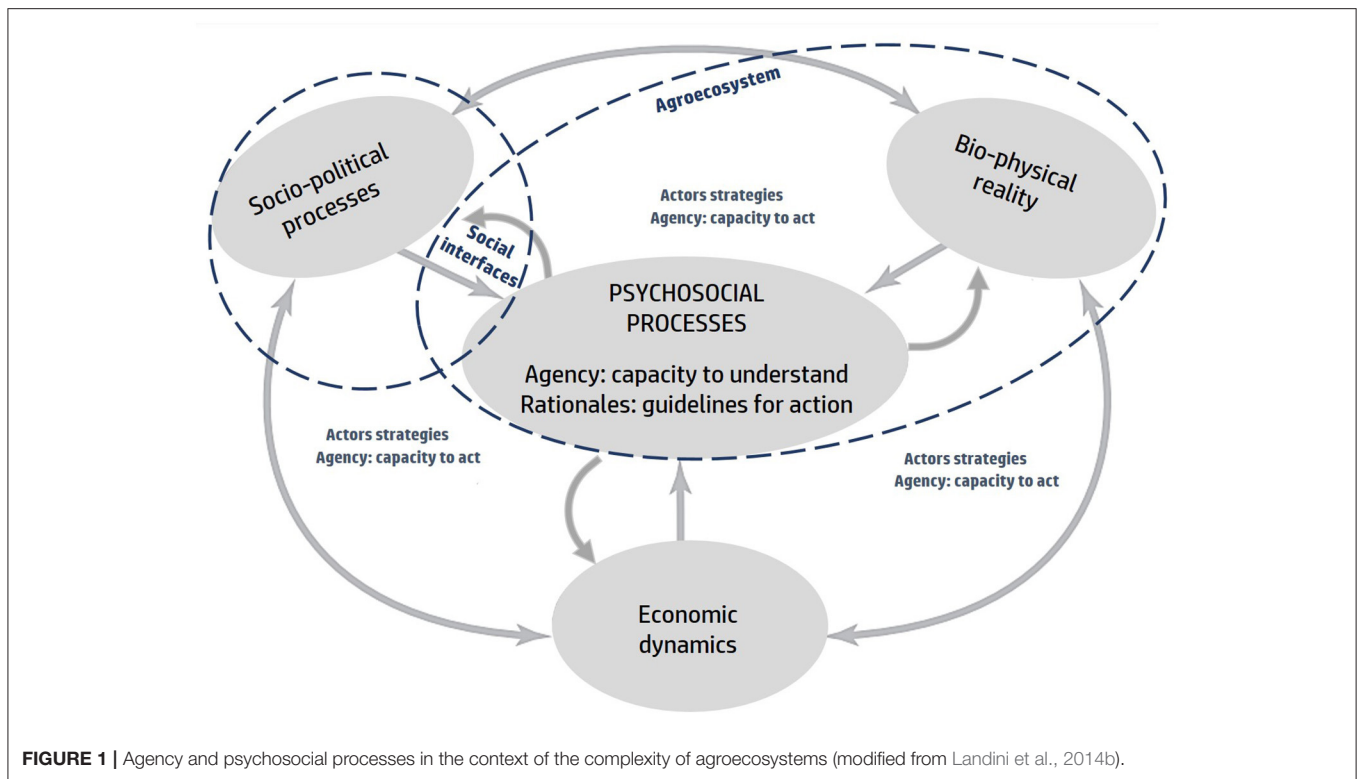 Agroecosystem
Socio-political
processes
Bio-physical
reality
Actors strategies
Agency: capacity to act
Social
interfaces
PSYCHOSOCIAL
PROCESSES
Agency: capacity to understand
Rationales: guidelines for action
Actors strategies
Agency: capacity to act
Actors strategies
Agency: capacity to act
Economic
dynamics
FIGURE 1 | Agency and psychosocial processes in the context of the complexity of agroecosystems (modified from Landini et al., 2014b).